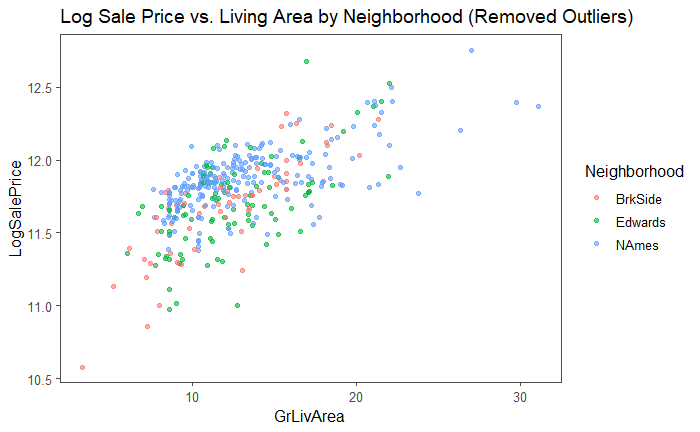 Log Sale Price vs. Living Area by Neighborhood (Removed Outliers)
LogSalePrice
12.5
12.0
11.5
11.0
10.5
10
20
30
GrLivArea
Neighborhood
BrkSide
Edwards
NAmes